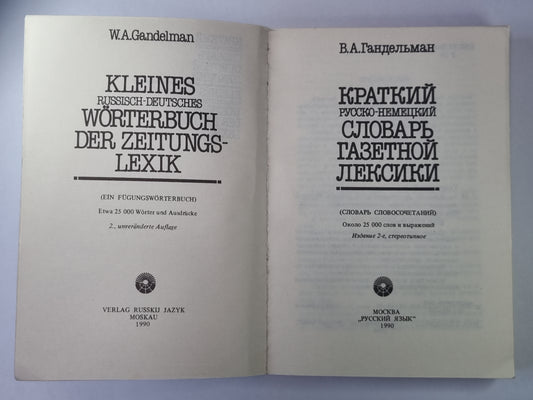 W.A.Gandelman
KLEINES
RUSSISCH-DEUTSCHES
WÖRTERBUCH
DER ZEITUNGS-
LEXIK
(EIN FÜGUNGSWÖRTERBUCH)
Etwa 25 000 Wörter und Ausdrücke
2., unveränderte Auflage
VERLAG RUSSKIJ JAZYK
MOSKAU
1990
В.А.Гандельман
КРАТКИЙ
РУССКО-НЕМЕЦКИЙ
СЛОВАРЬ
ГАЗЕТНОЙ
ЛЕКСИКИ
(СЛОВАРЬ СЛОВОСОЧЕТАНИЙ)
Около 25 000 слов и выражений
Издание 2-е, стереотипное
МОСКВА
„РУССКИЙ ЯЗЫК"
1990